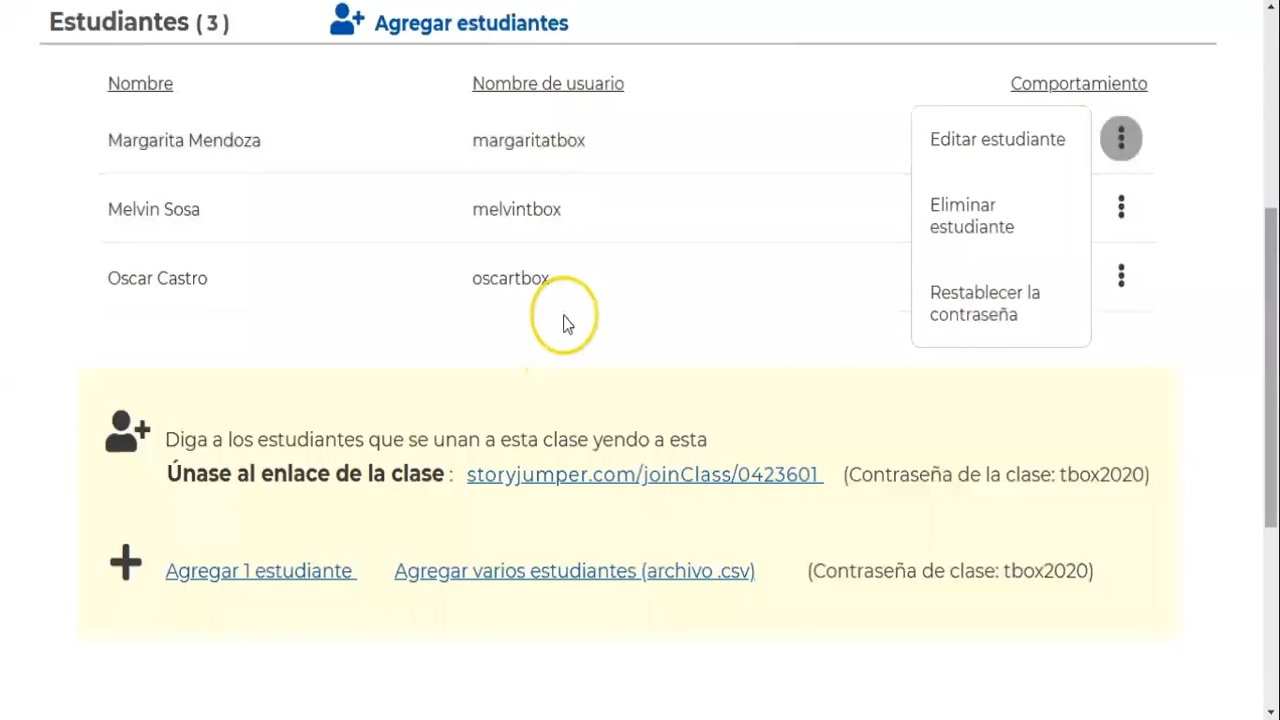 Estudiantes ( 3 )
Agregar estudiantes
Nombre
Nombre de usuario
Comportamiento
Margarita Mendoza
margaritatbox
Editar estudiante
Melvin Sosa
melvintbox
Eliminar
estudiante
Oscar Castro
oscartbox
Restablecer la
contraseña
Diga a los estudiantes que se unan a esta clase yendo a esta
Únase al enlace de la clase : storyjumper.com/joinClass/0423601 (Contraseña de la clase: tbox2020)
Agregar 1 estudiante Agregar varios estudiantes (archivo .csv) (Contraseña de clase: tbox2020)